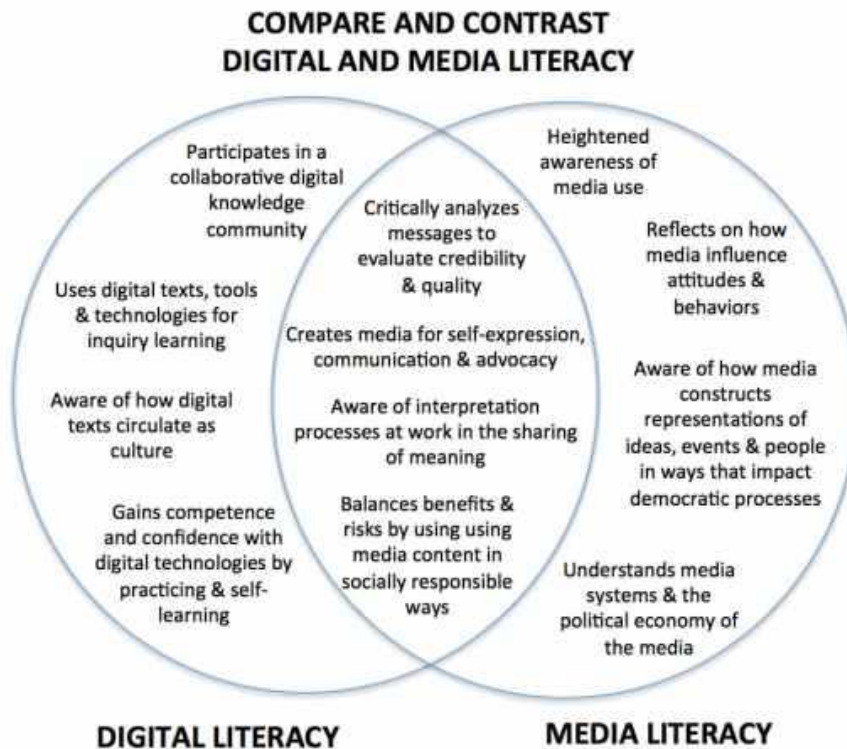 COMPARE AND CONTRAST
DIGITAL AND MEDIA LITERACY
Participates in a
collaborative digital
knowledge
community
Uses digital texts, tools
& technologies for
inquiry learning
Aware of how digital
texts circulate as
culture
Gains competence
and confidence with
digital technologies by
practicing & self-
learning
Critically analyzes
messages to
evaluate credibility
& quality
Creates media for self-expression,
communication & advocacy
Aware of interpretation
processes at work in the sharing
of meaning
Balances benefits &
risks by using using
media content in
socially responsible
ways
Heightened
awareness of
media use
Reflects on how
media influence
attitudes &
behaviors
Aware of how media
constructs
representations of
ideas, events & people
in ways that impact
democratic processes
Understands media
systems & the
political economy of
the media
DIGITAL LITERACY
MEDIA LITERACY